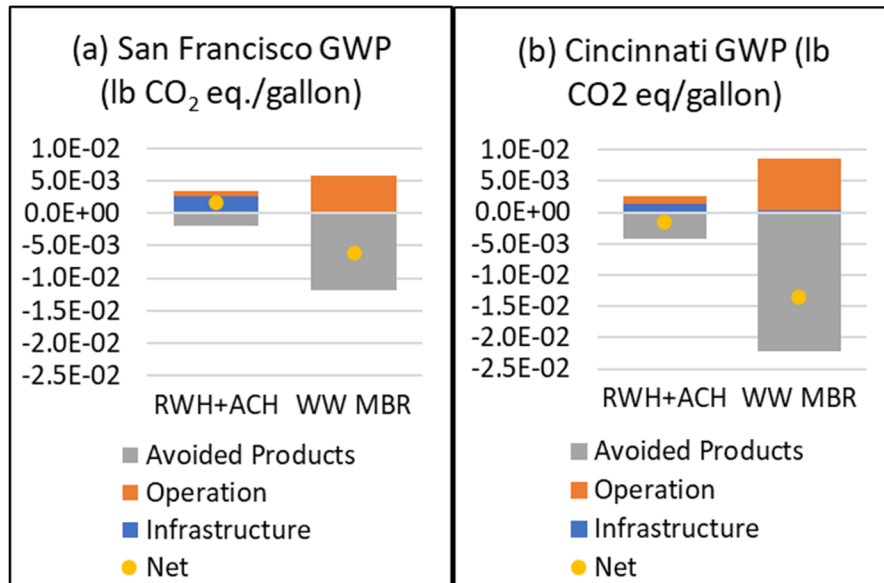 (a) San Francisco GWP
(lb CO₂ eq./gallon)
1.0E-02
5.0E-03
0.0E+00
-5.0E-03
-1.0E-02
-1.5E-02
-2.0E-02
-2.5E-02
RWH+ACH WW MBR
Avoided Products
Operation
Infrastructure
Net
(b) Cincinnati GWP (lb
CO2 eq/gallon)
1.0E-02
5.0E-03
0.0E+00
-5.0E-03
-1.0E-02
-1.5E-02
-2.0E-02
-2.5E-02
RWH+ACH WW MBR
Avoided Products
Operation
Infrastructure
Net